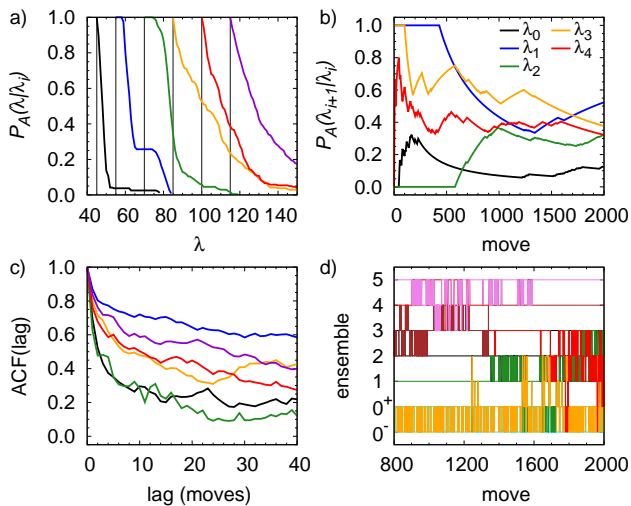 a)
P_A(λ|λ_i)
1.0
0.8
0.6
0.4
0.2
0.0
40 60 80 100 120 140
λ
b)
P_A(λ_{i+1}|λ_i)
1.0
0.8
0.6
0.4
0.2
0.0
λ_0 λ_3
λ_1 λ_4
λ_2
0 500 1000 1500 2000
move
c)
ACF(lag)
1.0
0.8
0.6
0.4
0.2
0.0
0 10 20 30 40
lag (moves)
d)
ensemble
5
4
3
2
1
0⁺
0⁻
800 1200 1600 2000
move